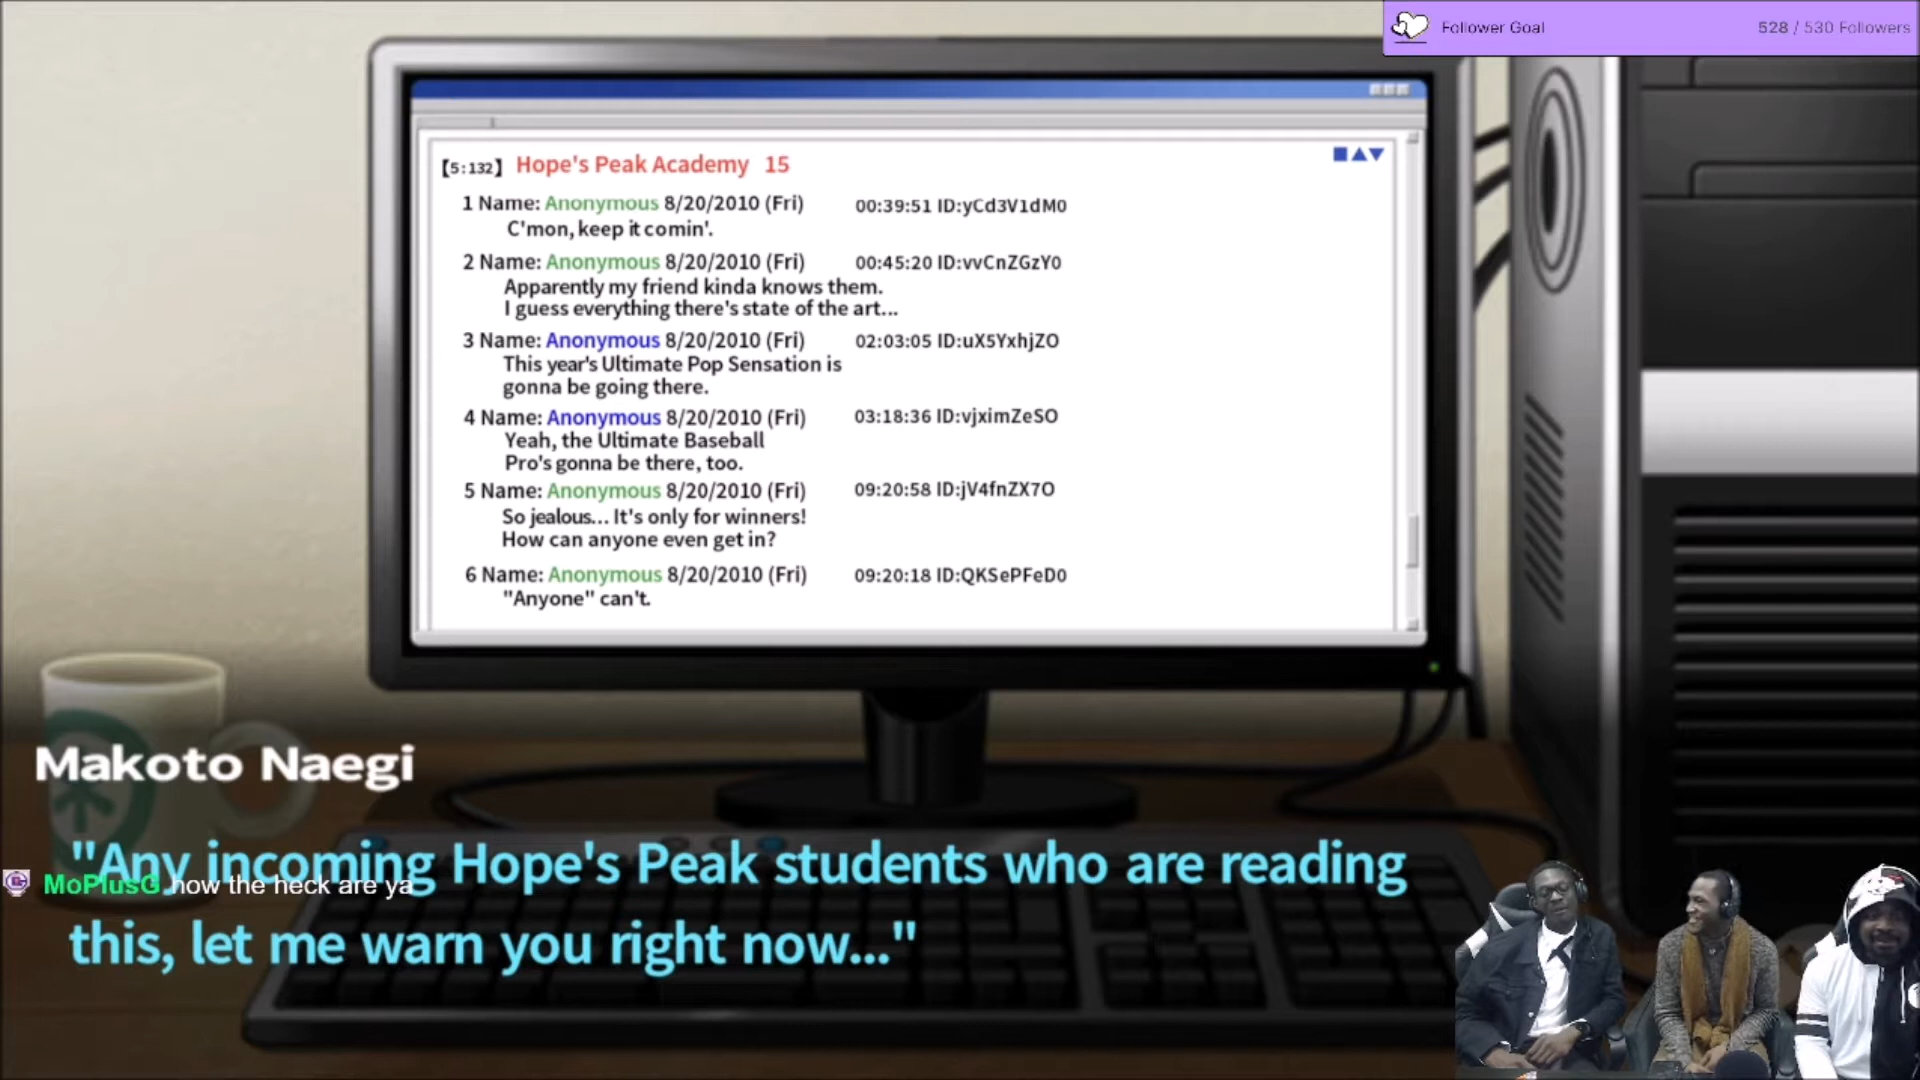 Follower Goal 528 / 530 Followers
【5:132】 Hope's Peak Academy 15
1 Name: Anonymous 8/20/2010 (Fri) 00:39:51 ID:yCd3V1dM0
C'mon, keep it comin'.
2 Name: Anonymous 8/20/2010 (Fri) 00:45:20 ID:vvCnZGzY0
Apparently my friend kinda knows them.
I guess everything there's state of the art...
3 Name: Anonymous 8/20/2010 (Fri) 02:03:05 ID:uX5YxhjZO
This year's Ultimate Pop Sensation is
gonna be going there.
4 Name: Anonymous 8/20/2010 (Fri) 03:18:36 ID:vjximZeSO
Yeah, the Ultimate Baseball
Pro's gonna be there, too.
5 Name: Anonymous 8/20/2010 (Fri) 09:20:58 ID:jV4fnZX7O
So jealous... It's only for winners!
How can anyone even get in?
6 Name: Anonymous 8/20/2010 (Fri) 09:20:18 ID:QKSePFeD0
"Anyone" can't.
Makoto Naegi
"Any incoming Hope's Peak students who are reading
MoPlusG how the heck are ya
this, let me warn you right now..."